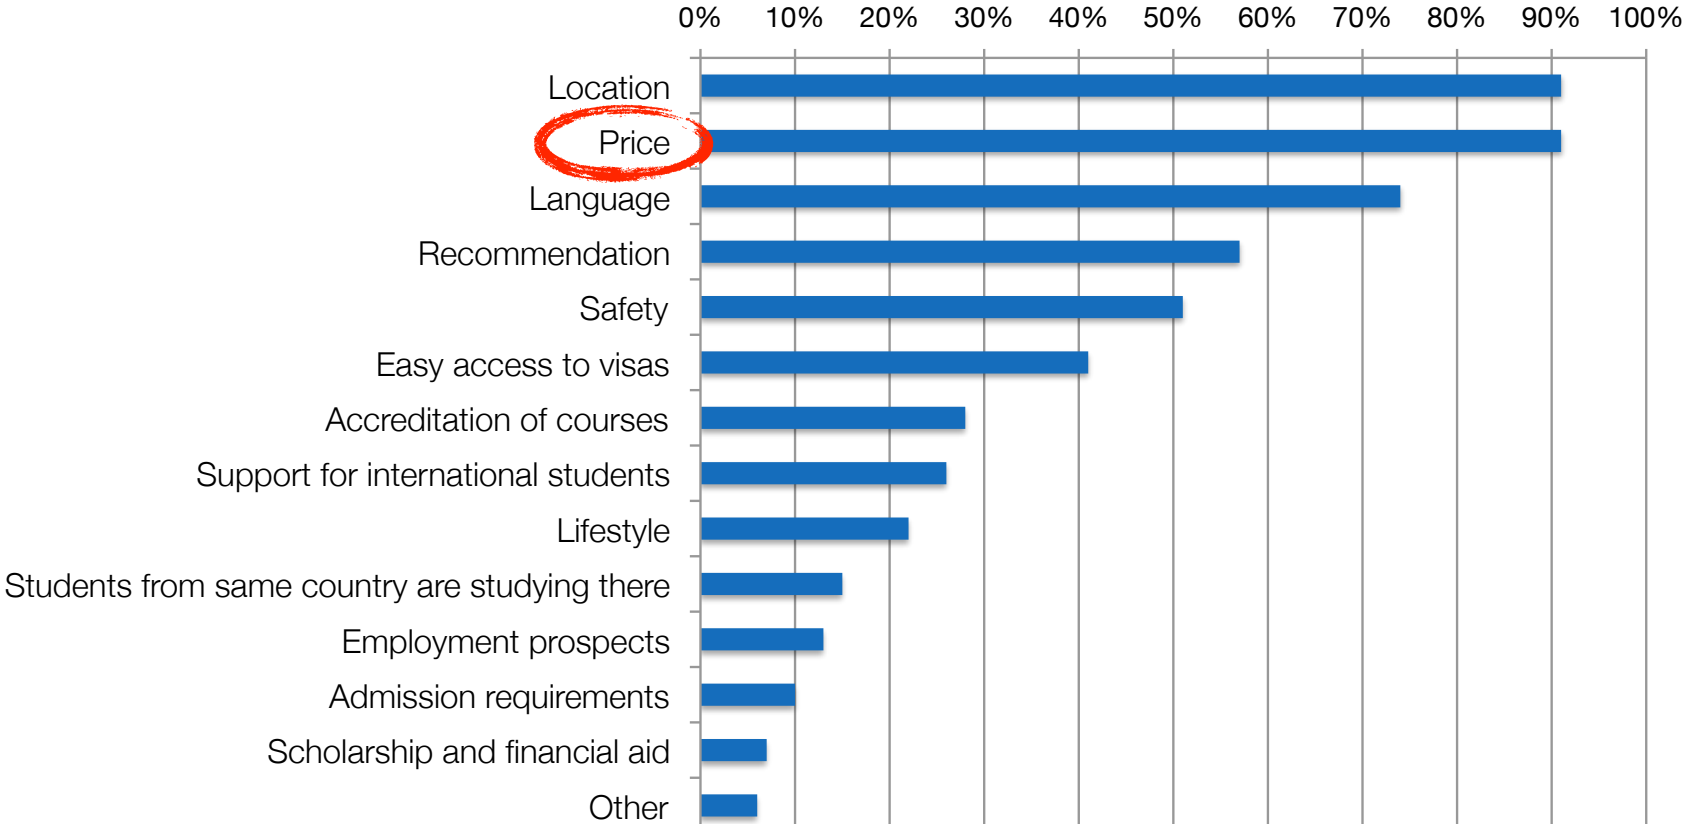 0% 10% 20% 30% 40% 50% 60% 70% 80% 90% 100%
Location
Price
Language
Recommendation
Safety
Easy access to visas
Accreditation of courses
Support for international students
Lifestyle
Students from same country are studying there
Employment prospects
Admission requirements
Scholarship and financial aid
Other